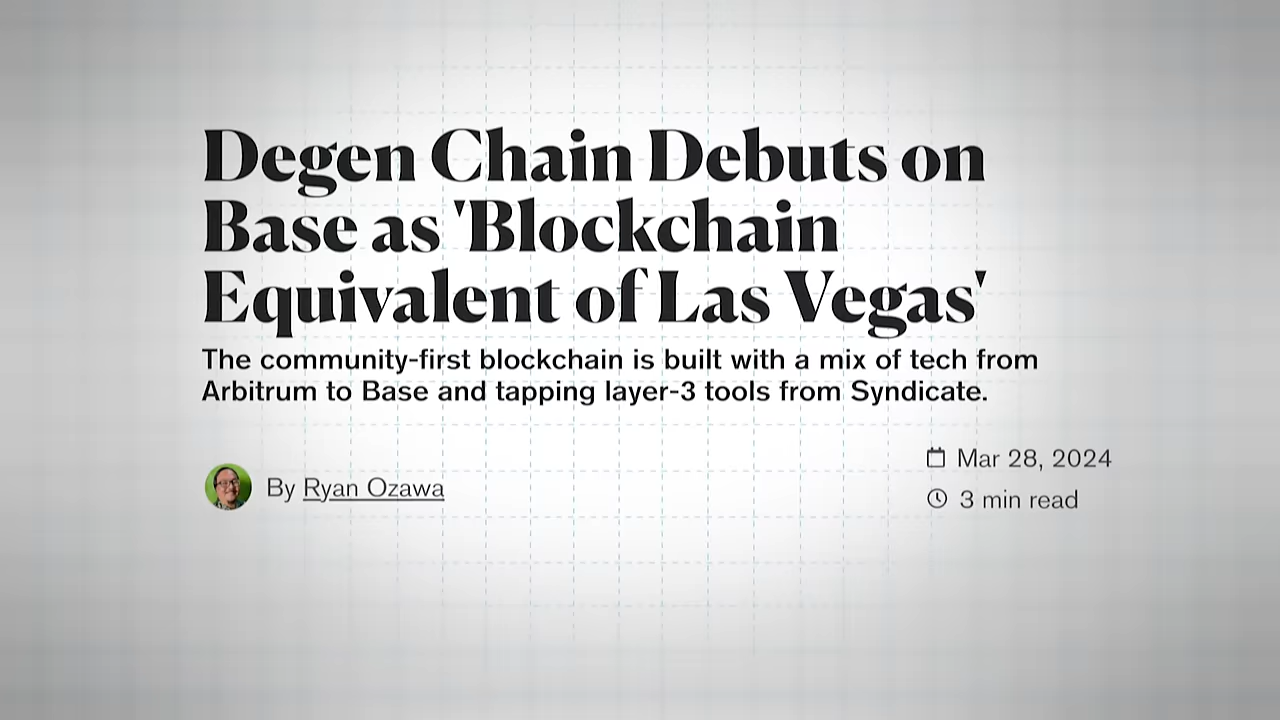 Degen Chain Debuts on
Base as 'Blockchain
Equivalent of Las Vegas'
The community-first blockchain is built with a mix of tech from
Arbitrum to Base and tapping layer-3 tools from Syndicate.
By Ryan Ozawa
Mar 28, 2024
3 min read